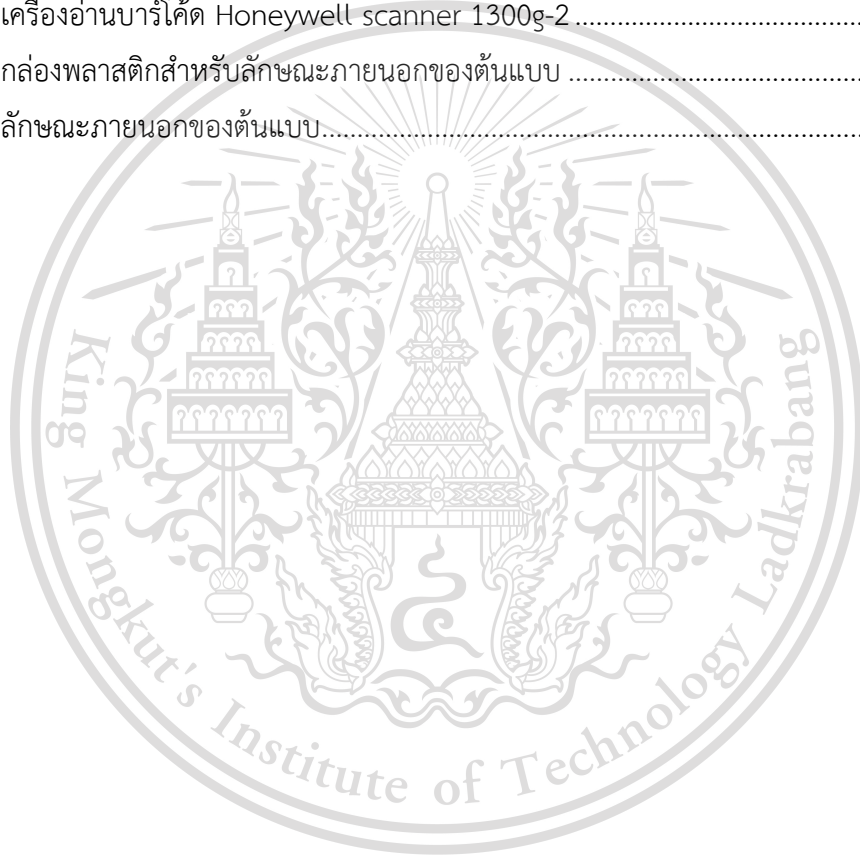 เครื่องอ่านบาร์โค้ด Honeywell scanner 1300g-2
กล่องพลาสติกสำหรับลักษณะภายนอกของต้นแบบ
ลักษณะภายนอกของต้นแบบ
King Mongkut's Institute of Technology Ladkrabang